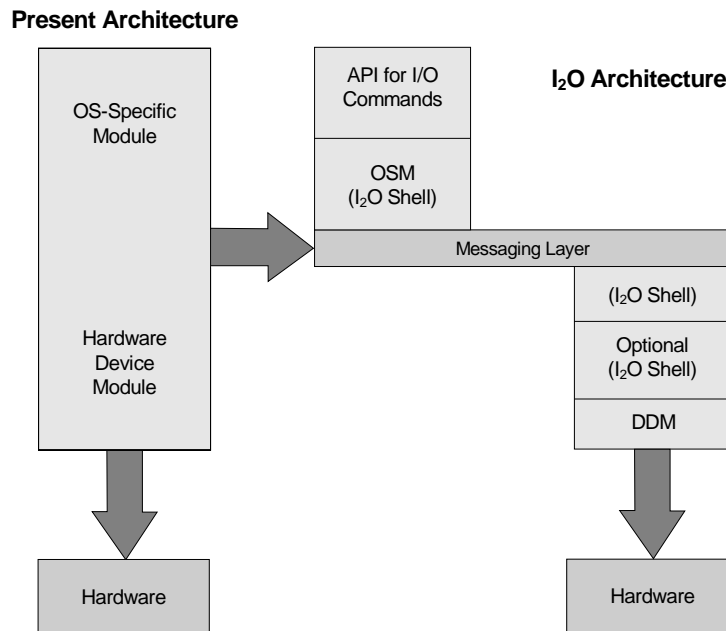 Present Architecture
OS-Specific
Module
Hardware
Device
Module
Hardware
I₂O Architecture
API for I/O
Commands
OSM
(I₂O Shell)
Messaging Layer
(I₂O Shell)
Optional
(I₂O Shell)
DDM
Hardware